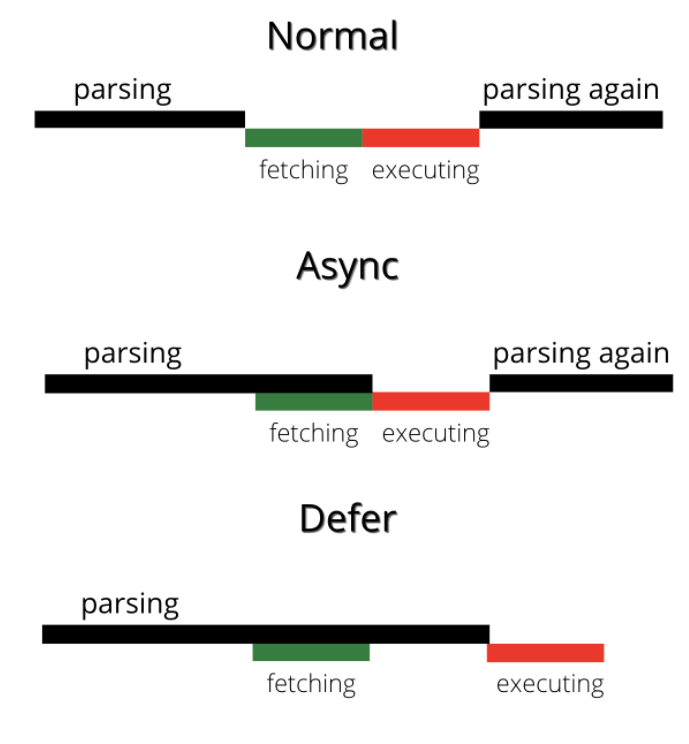 Normal
parsing
parsing again
fetching
executing
Async
parsing
parsing again
fetching
executing
Defer
parsing
fetching
executing